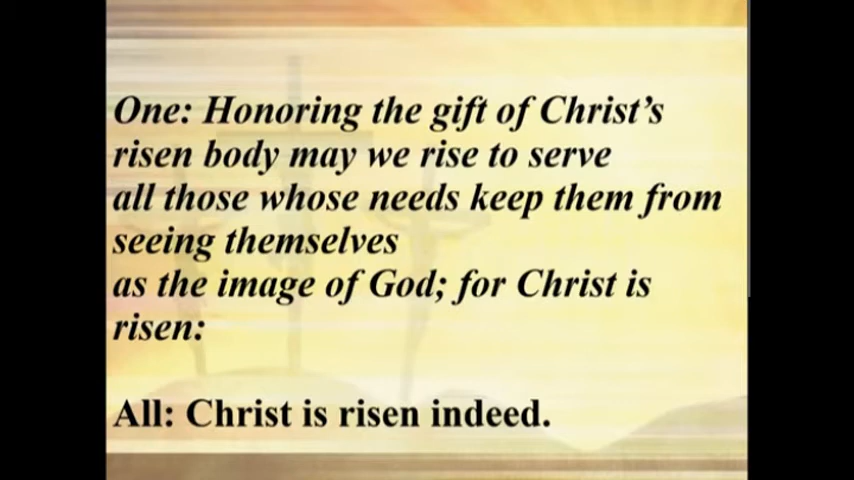 One: Honoring the gift of Christ’s
risen body may we rise to serve
all those whose needs keep them from
seeing themselves
as the image of God; for Christ is
risen:
All: Christ is risen indeed.